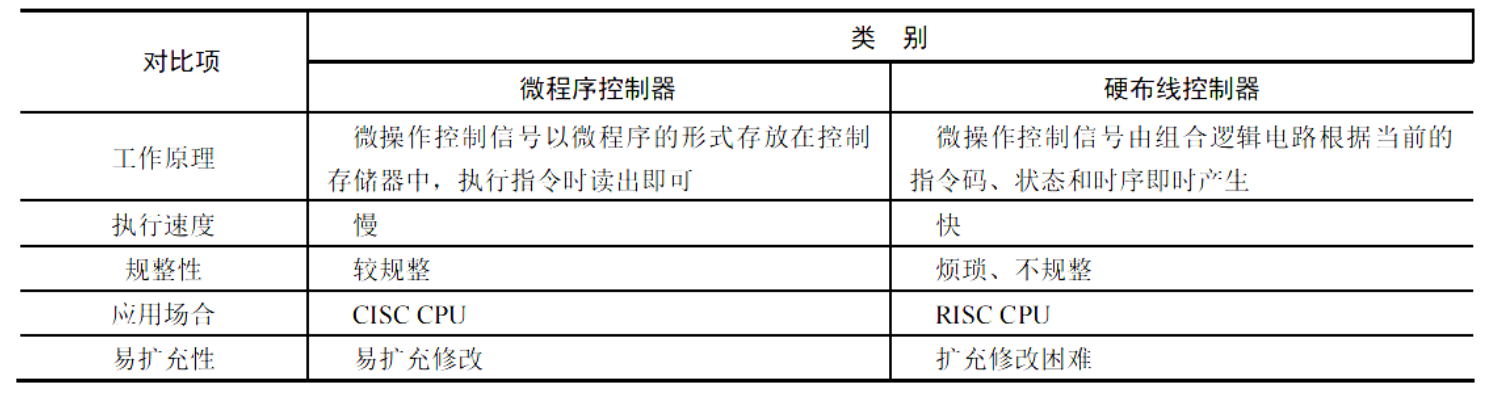 对比项
类 别
微程序控制器
硬布线控制器
工作原理
微操作控制信号以微程序的形式存放在控制
存储器中，执行指令时读出即可
微操作控制信号由组合逻辑电路根据当前的
指令码、状态和时序即时产生
执行速度
慢
快
规整性
较规整
烦琐、不规整
应用场合
CISC CPU
RISC CPU
易扩充性
易扩充修改
扩充修改困难